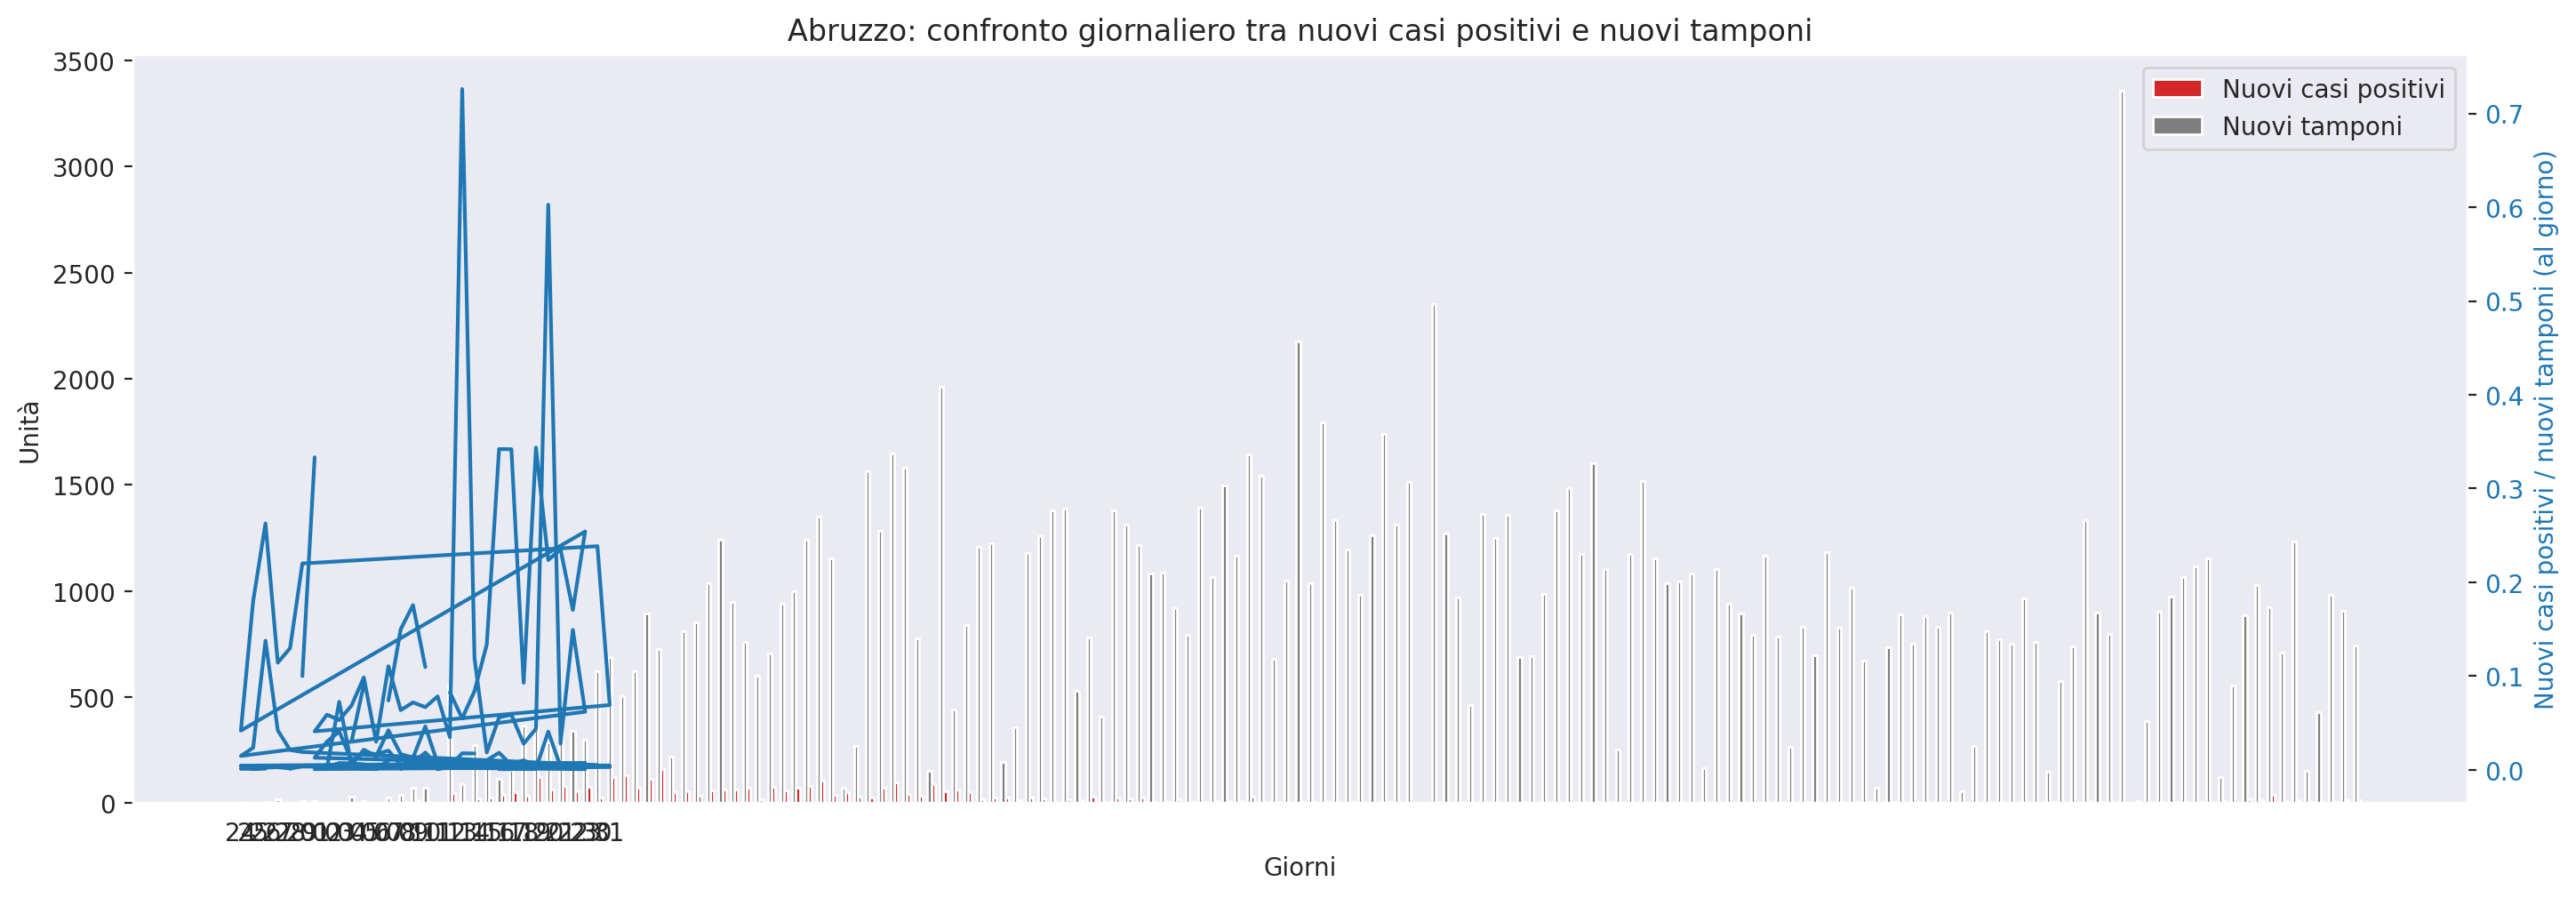 Abruzzo: confronto giornaliero tra nuovi casi positivi e nuovi tamponi
3500
3000
2500
2000
1500
1000
500
0
Unità
Nuovi casi positivi
Nuovi tamponi
0.7
0.6
0.5
0.4
0.3
0.2
0.1
0.0
Nuovi casi positivi / nuovi tamponi (al giorno)
Giorni